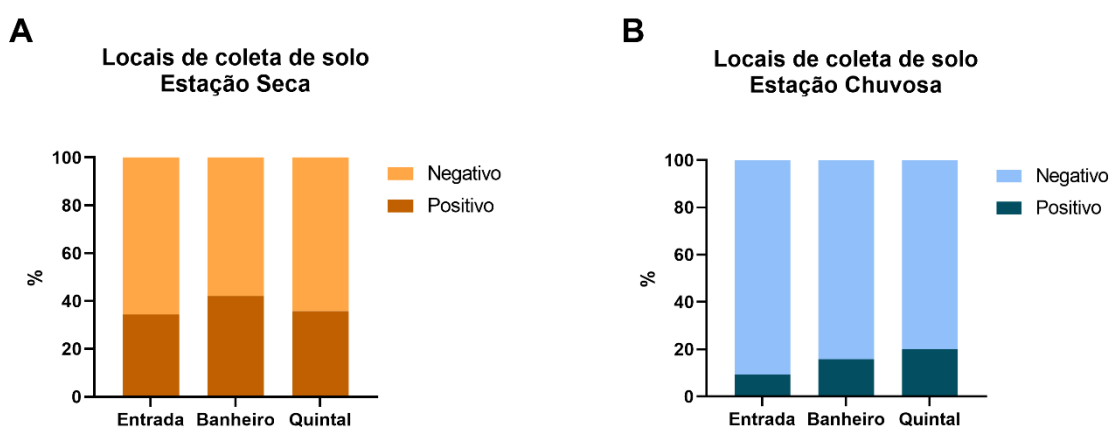 A
Locais de coleta de solo
Estação Seca
%
100
80
60
40
20
0
Entrada Banheiro Quintal
Negativo
Positivo
B
Locais de coleta de solo
Estação Chuvosa
%
100
80
60
40
20
0
Entrada Banheiro Quintal
Negativo
Positivo